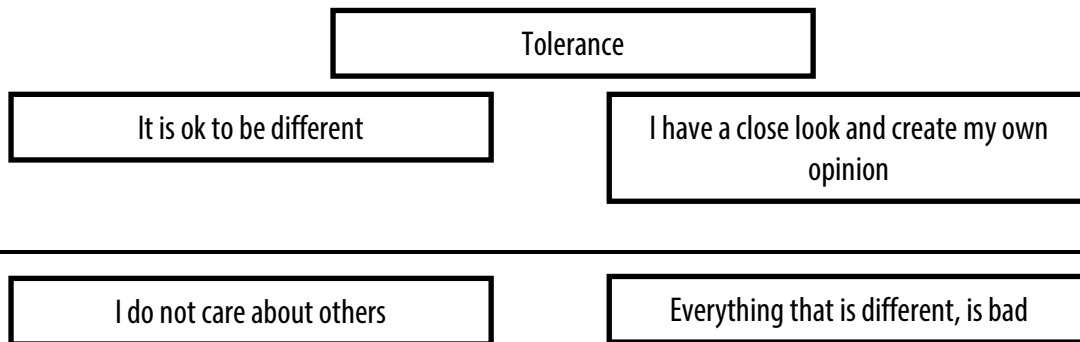 Tolerance
It is ok to be different
I have a close look and create my own
opinion
I do not care about others
Everything that is different, is bad